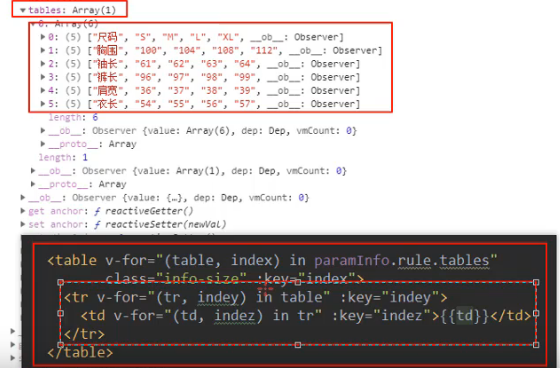 ▼tables: Array(1)
▼0: Array(6)
▶0: (5) ["尺码", "S", "M", "L", "XL", __ob__: Observer]
▶1: (5) ["胸围", "100", "104", "108", "112", __ob__: Observer]
▶2: (5) ["袖长", "61", "62", "63", "64", __ob__: Observer]
▶3: (5) ["裤长", "96", "97", "98", "99", __ob__: Observer]
▶4: (5) ["肩宽", "36", "37", "38", "39", __ob__: Observer]
▶5: (5) ["衣长", "54", "55", "56", "57", __ob__: Observer]
length: 6
▶__ob__: Observer {value: Array(6), dep: Dep, vmCount: 0}
▶__proto__: Array
length: 1
▶__ob__: Observer {value: Array(1), dep: Dep, vmCount: 0}
▶__proto__: Array
▶__ob__: Observer {value: {…}, dep: Dep, vmCount: 0}
▶get anchor: ƒ reactiveGetter()
▶set anchor: ƒ reactiveSetter(newVal)
<table v-for="(table, index) in paramInfo.rule.tables"
class="info-size" :key="index">
<tr v-for="(tr, indey) in table" :key="indey">
<td v-for="(td, indez) in tr" :key="indez">{{td}}</td>
</tr>
</table>